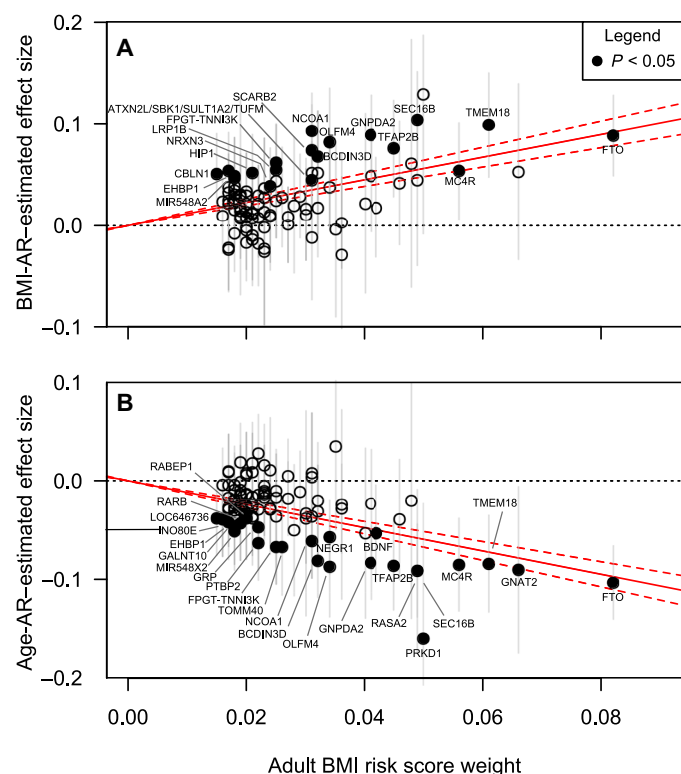 A
Legend
P < 0.05
BMI-AR–estimated effect size
0.2
0.1
0.0
−0.1
SCARB2
ATXN2L/SBK1/SULT1A2/TUFM
FPGT-TNNI3K
LRP1B
NRXN3
HIP1
CBLN1
EHBP1
MIR548A2
NCOA1
OLFM4
BCDIN3D
GNPDA2
TFAP2B
SEC16B
TMEM18
MC4R
FTO
B
Age-AR–estimated effect size
0.1
0.0
−0.1
−0.2
RABEP1
RARB
LOC646736
INO80E
EHBP1
GALNT10
MIR548X2
GRP
PTBP2
FPGT-TNNI3K
TOMM40
NCOA1
BCDIN3D
OLFM4
NEGR1
BDNF
GNPDA2
TFAP2B
RASA2
SEC16B
PRKD1
MC4R
TMEM18
GNAT2
FTO
0.00 0.02 0.04 0.06 0.08
Adult BMI risk score weight